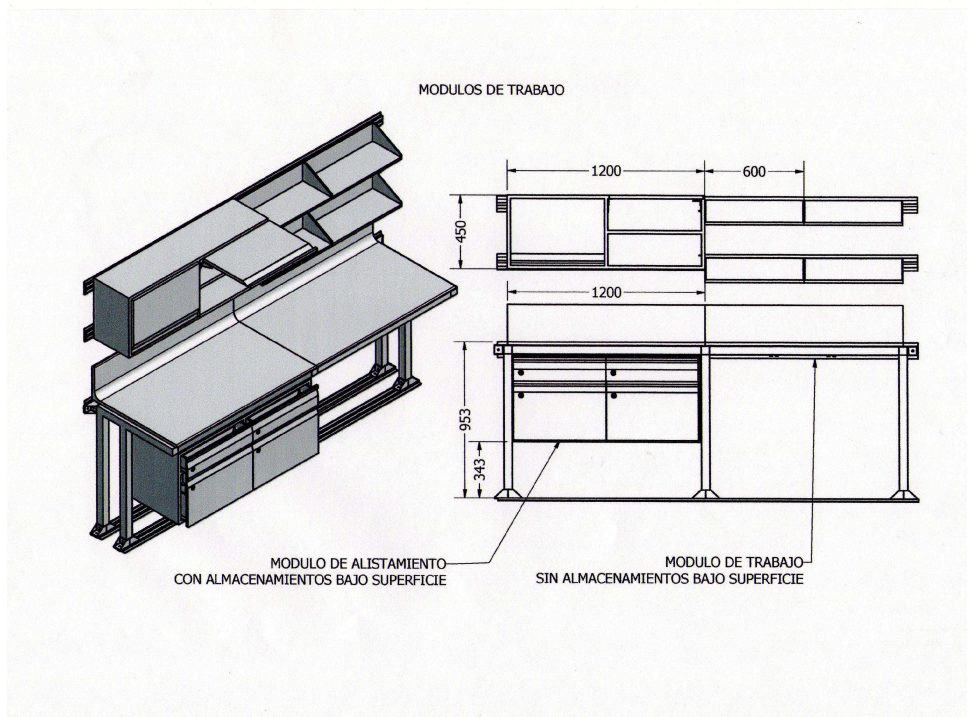 MODULOS DE TRABAJO
1200
600
450
1200
953
343
MODULO DE ALISTAMIENTO
CON ALMACENAMIENTOS BAJO SUPERFICIE
MODULO DE TRABAJO
SIN ALMACENAMIENTOS BAJO SUPERFICIE